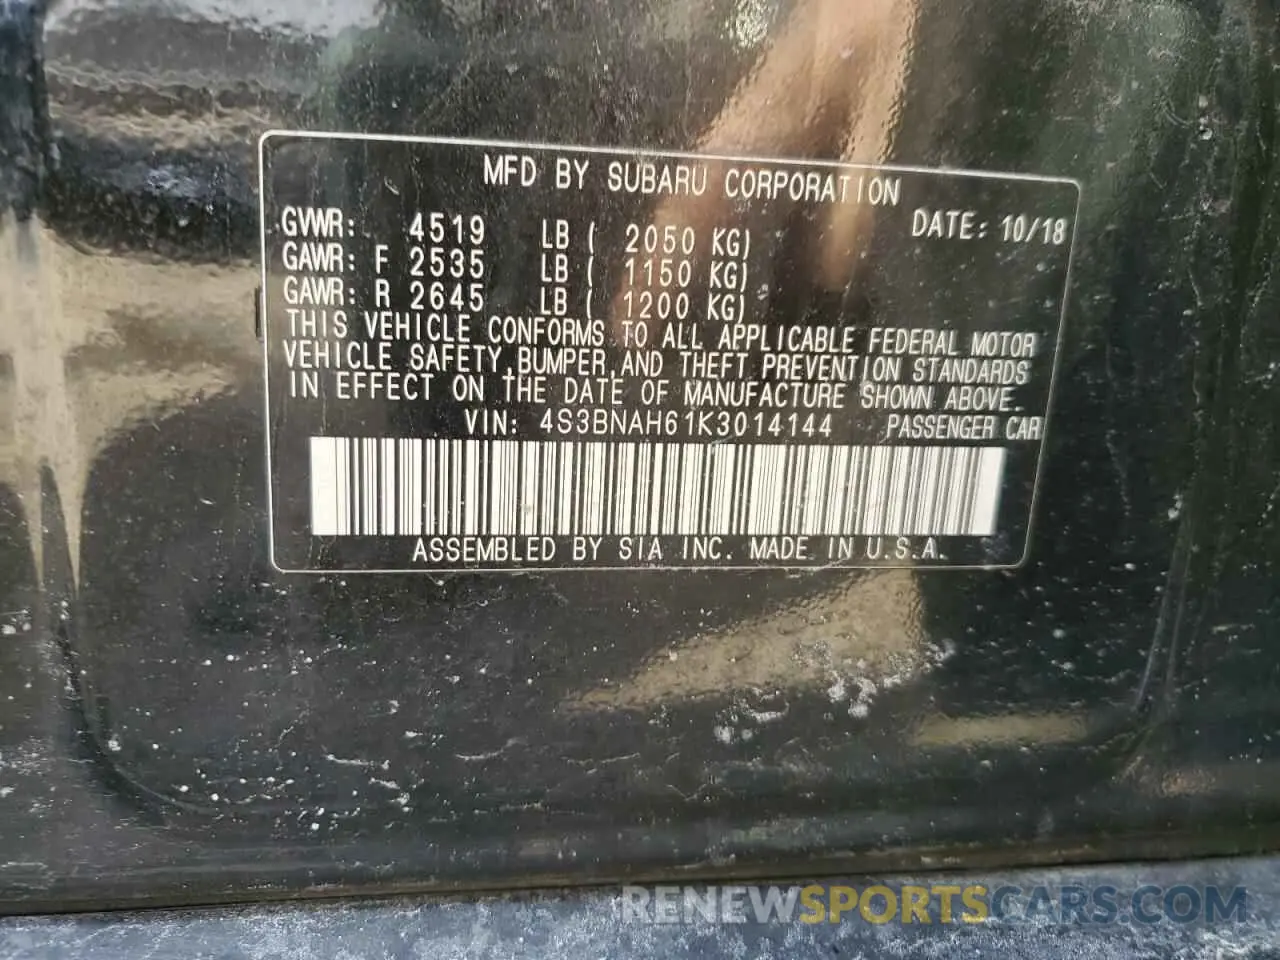 MFD BY SUBARU CORPORATION
GVWR: 4519 LB ( 2050 KG) DATE: 10/18
GAWR: F 2535 LB ( 1150 KG)
GAWR: R 2645 LB ( 1200 KG)
THIS VEHICLE CONFORMS TO ALL APPLICABLE FEDERAL MOTOR
VEHICLE SAFETY,BUMPER,AND THEFT PREVENTION STANDARDS
IN EFFECT ON THE DATE OF MANUFACTURE SHOWN ABOVE.
VIN: 4S3BNAH61K3014144 PASSENGER CAR
ASSEMBLED BY SIA INC. MADE IN U.S.A.
RENEWSPORTSCARS.COM